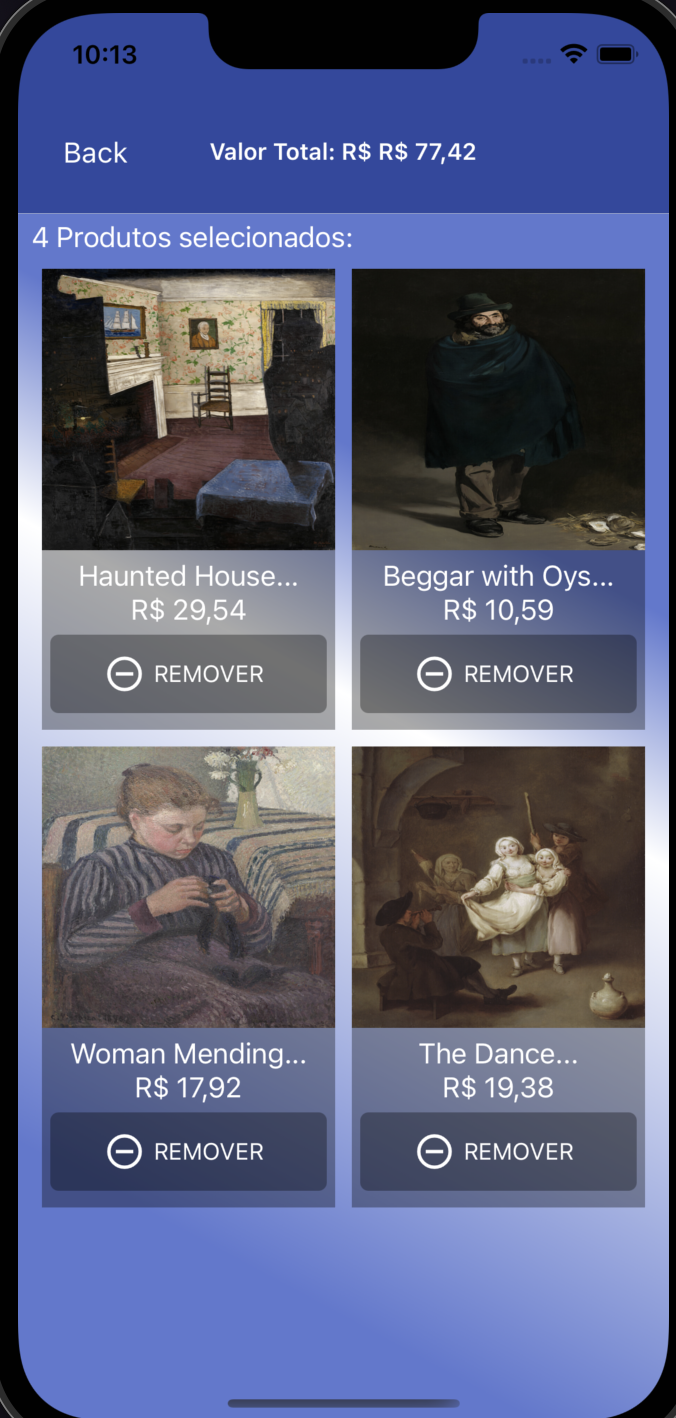 10:13
Back
Valor Total: R$ R$ 77,42
4 Produtos selecionados:
Haunted House...
R$ 29,54
REMOVER
Beggar with Oys...
R$ 10,59
REMOVER
Woman Mending...
R$ 17,92
REMOVER
The Dance...
R$ 19,38
REMOVER